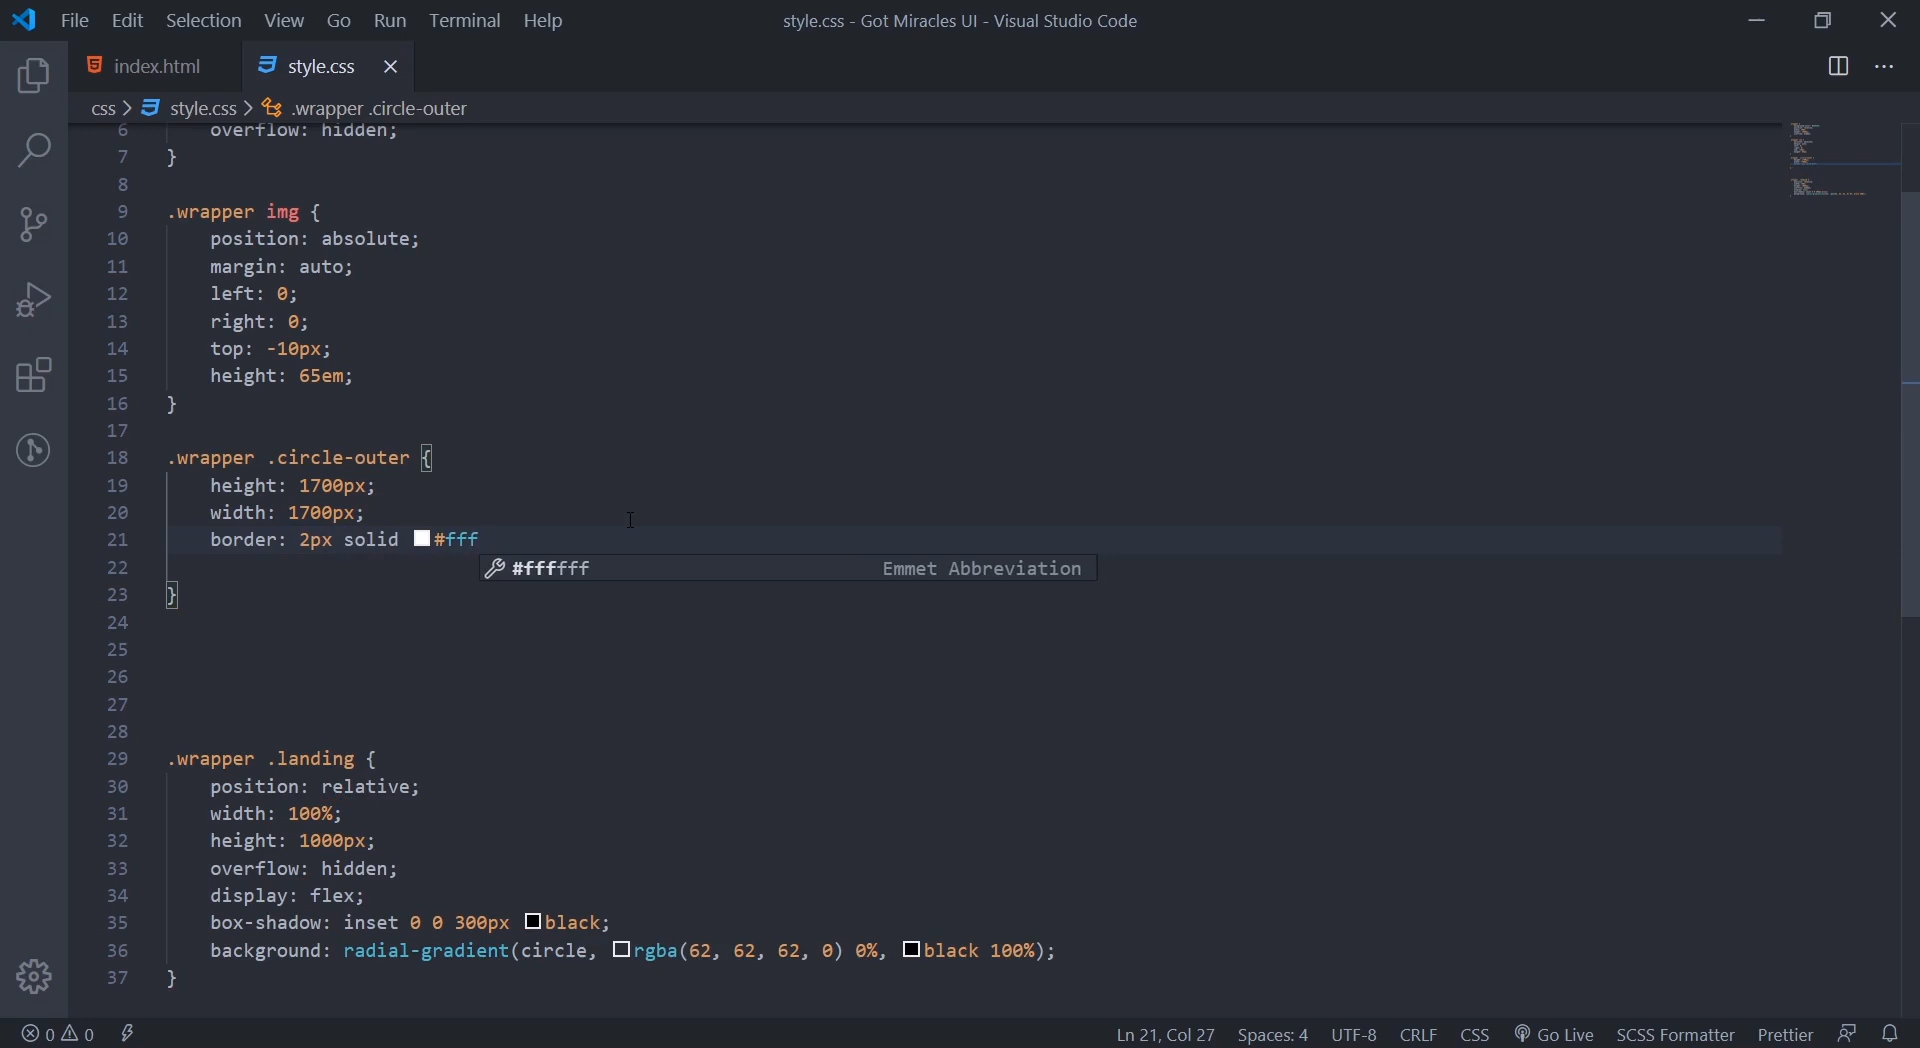 File Edit Selection View Go Run Terminal Help
style.css - Got Miracles UI - Visual Studio Code
index.html
style.css
css > style.css > .wrapper .circle-outer
6 overflow: hidden;
7 }
8
9 .wrapper img {
10 position: absolute;
11 margin: auto;
12 left: 0;
13 right: 0;
14 top: -10px;
15 height: 65em;
16 }
17
18 .wrapper .circle-outer {
19 height: 1700px;
20 width: 1700px;
21 border: 2px solid #fff
#ffffff Emmet Abbreviation
22
23 }
24
25
26
27
28
29 .wrapper .landing {
30 position: relative;
31 width: 100%;
32 height: 1000px;
33 overflow: hidden;
34 display: flex;
35 box-shadow: inset 0 0 300px black;
36 background: radial-gradient(circle, rgba(62, 62, 62, 0) 0%, black 100%);
37 }
0 0
Ln 21, Col 27 Spaces: 4 UTF-8 CRLF CSS Go Live SCSS Formatter Prettier